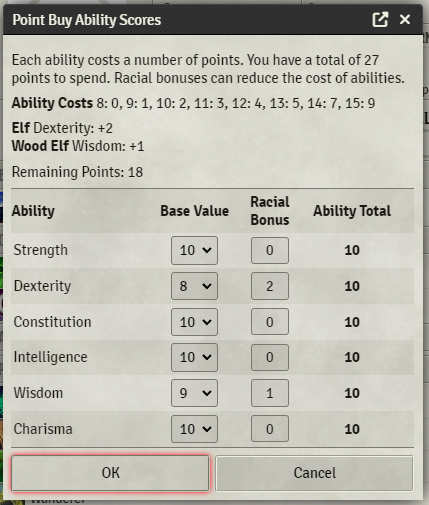 Point Buy Ability Scores
Each ability costs a number of points. You have a total of 27
points to spend. Racial bonuses can reduce the cost of abilities.
Ability Costs 8: 0, 9: 1, 10: 2, 11: 3, 12: 4, 13: 5, 14: 7, 15: 9
Elf Dexterity: +2
Wood Elf Wisdom: +1
Remaining Points: 18
Ability Base Value Racial Bonus Ability Total
Strength 10 0 10
Dexterity 8 2 10
Constitution 10 0 10
Intelligence 10 0 10
Wisdom 9 1 10
Charisma 10 0 10
OK Cancel
Wanderer